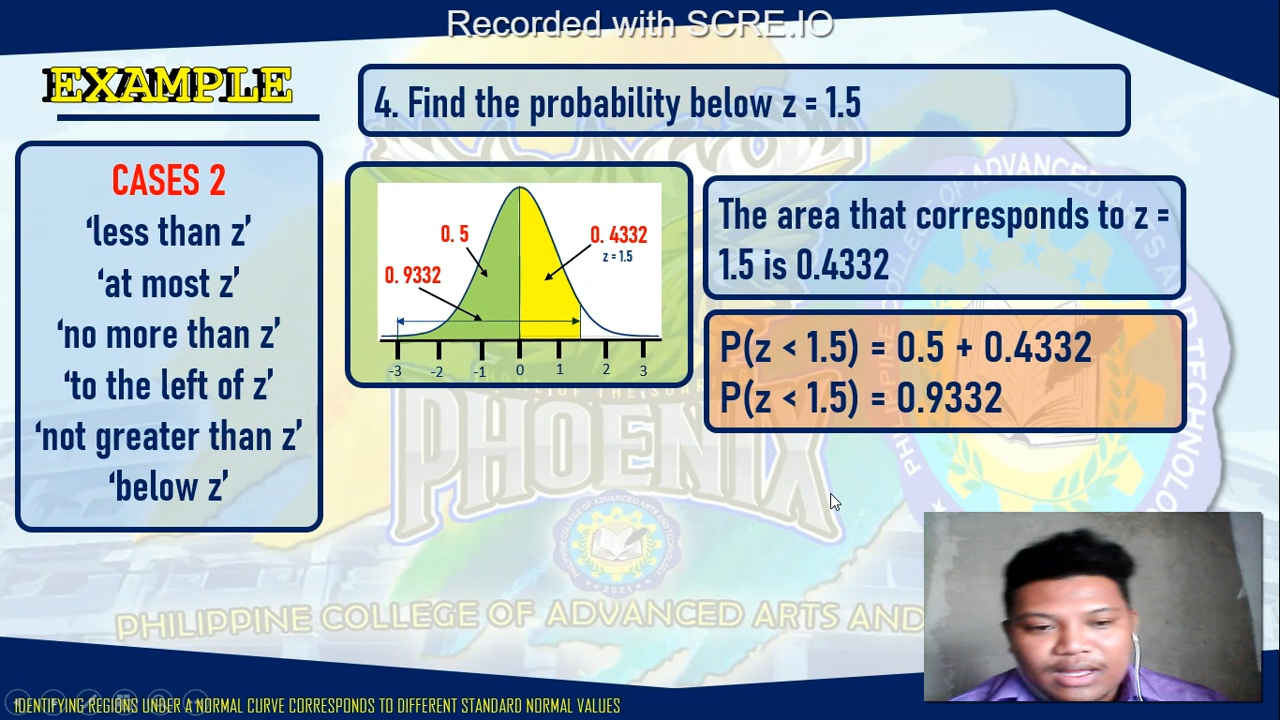 Recorded with SCRE.IO
EXAMPLE
4. Find the probability below z = 1.5
CASES 2
‘less than z’
‘at most z’
‘no more than z’
‘to the left of z’
‘not greater than z’
‘below z’
0. 5
0. 4332
z = 1.5
0. 9332
-3 -2 -1 0 1 2 3
The area that corresponds to z =
1.5 is 0.4332
P(z < 1.5) = 0.5 + 0.4332
P(z < 1.5) = 0.9332
PHOENIX
PHILIPPINE COLLEGE OF ADVANCED ARTS AND
IDENTIFYING REGIONS UNDER A NORMAL CURVE CORRESPONDS TO DIFFERENT STANDARD NORMAL VALUES